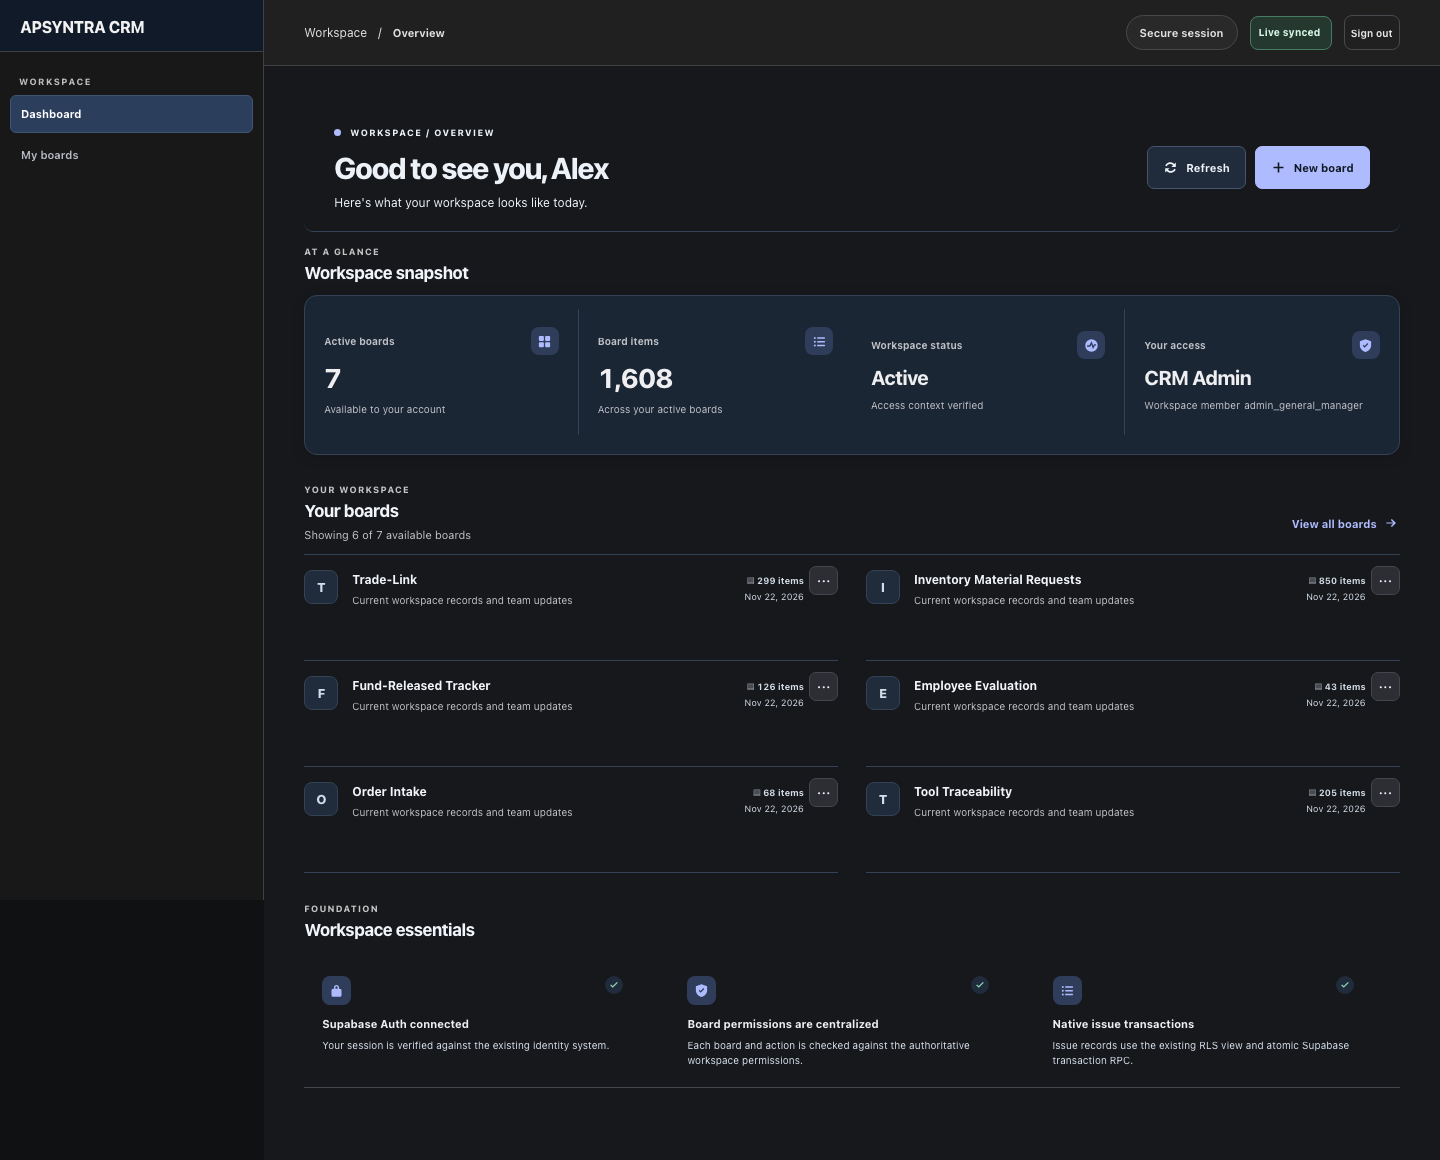 APSYNTRA CRM
WORKSPACE
Dashboard
My boards
Workspace / Overview
Secure session
Live synced
Sign out
WORKSPACE / OVERVIEW
Good to see you, Alex
Here's what your workspace looks like today.
Refresh
New board
AT A GLANCE
Workspace snapshot
Active boards
7
Available to your account
Board items
1,608
Across your active boards
Workspace status
Active
Access context verified
Your access
CRM Admin
Workspace member admin_general_manager
YOUR WORKSPACE
Your boards
Showing 6 of 7 available boards
View all boards
T
Trade-Link
Current workspace records and team updates
299 items
Nov 22, 2026
I
Inventory Material Requests
Current workspace records and team updates
850 items
Nov 22, 2026
F
Fund-Released Tracker
Current workspace records and team updates
126 items
Nov 22, 2026
E
Employee Evaluation
Current workspace records and team updates
43 items
Nov 22, 2026
O
Order Intake
Current workspace records and team updates
68 items
Nov 22, 2026
T
Tool Traceability
Current workspace records and team updates
205 items
Nov 22, 2026
FOUNDATION
Workspace essentials
Supabase Auth connected
Your session is verified against the existing identity system.
Board permissions are centralized
Each board and action is checked against the authoritative
workspace permissions.
Native issue transactions
Issue records use the existing RLS view and atomic Supabase
transaction RPC.